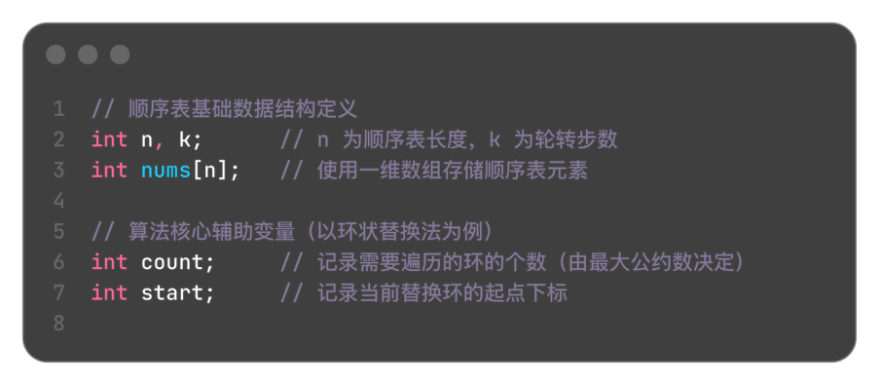 1 // 顺序表基础数据结构定义
2 int n, k;      // n 为顺序表长度，k 为轮转步数
3 int nums[n];   // 使用一维数组存储顺序表元素
4
5 // 算法核心辅助变量（以环状替换法为例）
6 int count;     // 记录需要遍历的环的个数（由最大公约数决定）
7 int start;     // 记录当前替换环的起点下标
8